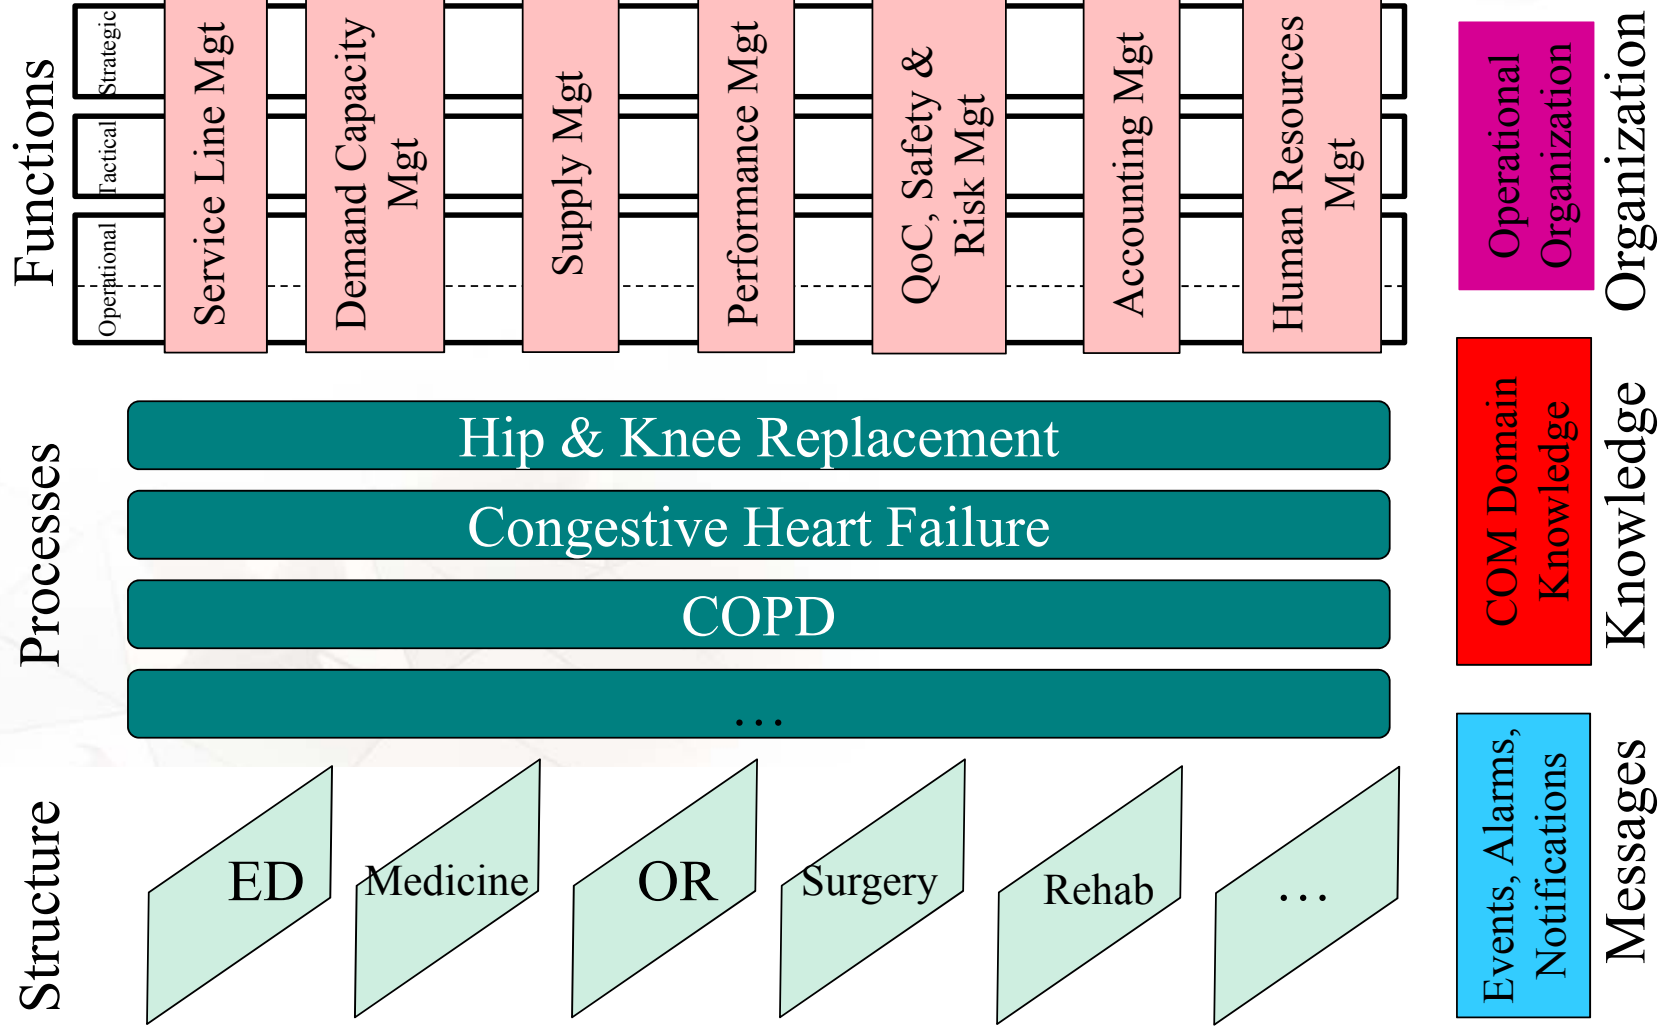 Functions
Strategic
Tactical
Operational
Service Line Mgt
Demand Capacity
Mgt
Supply Mgt
Performance Mgt
QoC, Safety &
Risk Mgt
Accounting Mgt
Human Resources
Mgt
Operational
Organization
Organization
Processes
Hip & Knee Replacement
Congestive Heart Failure
COPD
…
COM Domain
Knowledge
Knowledge
Structure
ED
Medicine
OR
Surgery
Rehab
…
Events, Alarms,
Notifications
Messages